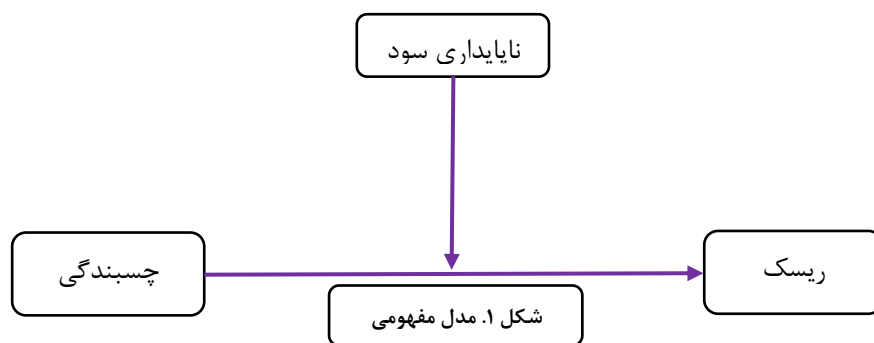 ناپایداری سود
چسبندگی
ریسک
شکل ۱. مدل مفهومی